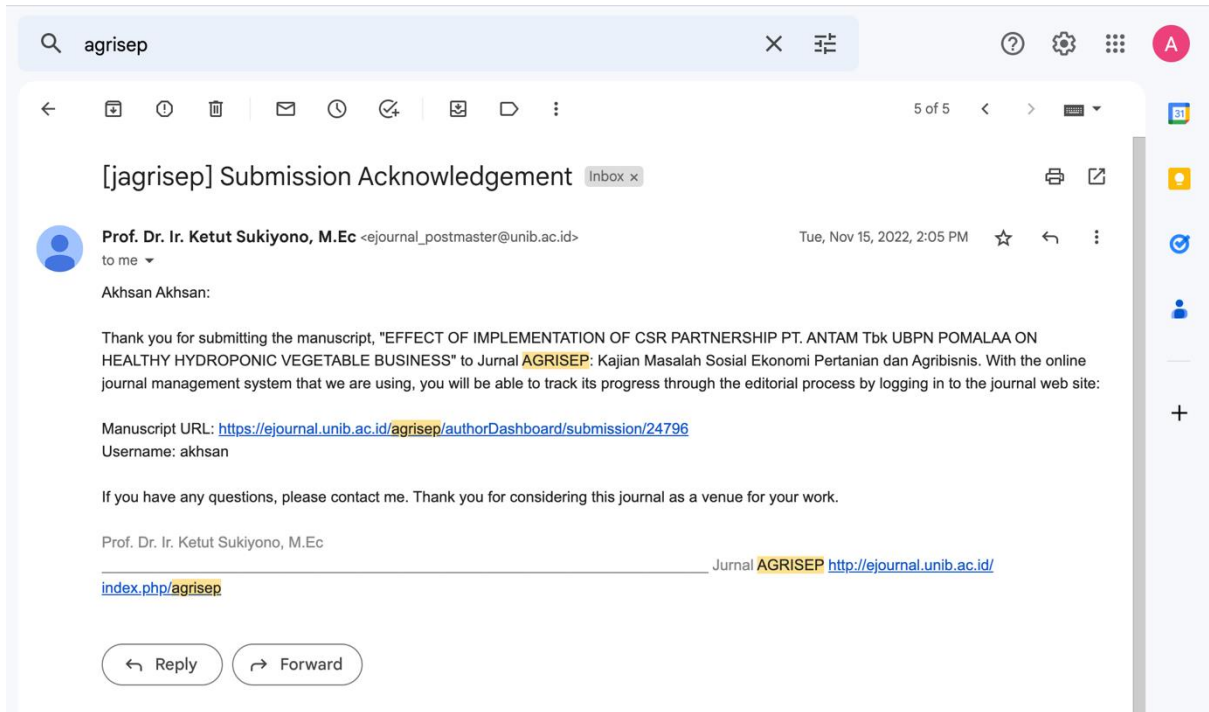 agrisep
A
5 of 5
31
[jagrisep] Submission Acknowledgement Inbox x
Prof. Dr. Ir. Ketut Sukiyono, M.Ec <ejournal_postmaster@unib.ac.id> Tue, Nov 15, 2022, 2:05 PM
to me
Akhsan Akhsan:
Thank you for submitting the manuscript, "EFFECT OF IMPLEMENTATION OF CSR PARTNERSHIP PT. ANTAM Tbk UBPN POMALAA ON
HEALTHY HYDROPONIC VEGETABLE BUSINESS" to Jurnal AGRISEP: Kajian Masalah Sosial Ekonomi Pertanian dan Agribisnis. With the online
journal management system that we are using, you will be able to track its progress through the editorial process by logging in to the journal web site:
Manuscript URL: https://ejournal.unib.ac.id/agrisep/authorDashboard/submission/24796
Username: akhsan
If you have any questions, please contact me. Thank you for considering this journal as a venue for your work.
Prof. Dr. Ir. Ketut Sukiyono, M.Ec
Jurnal AGRISEP http://ejournal.unib.ac.id/
index.php/agrisep
Reply Forward